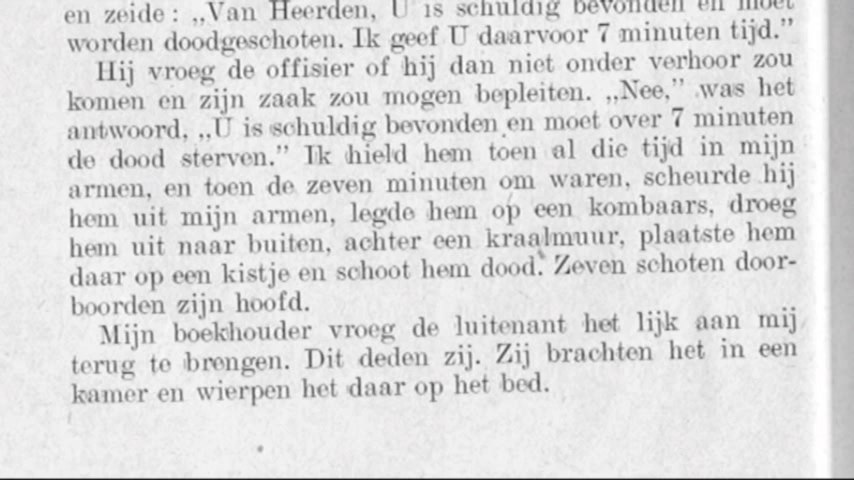 en zeide: „Van Heerden, U is schuldig bevonden en moet
worden doodgeschoten. Ik geef U daarvoor 7 minuten tijd.”
Hij vroeg de offisier of hij dan niet onder verhoor zou
komen en zijn zaak zou mogen bepleiten. „Nee,” was het
antwoord, „U is schuldig bevonden en moet over 7 minuten
de dood sterven.” Ik hield hem toen al die tijd in mijn
armen, en toen de zeven minuten om waren, scheurde hij
hem uit mijn armen, legde hem op een kombaars, droeg
hem uit naar buiten, achter een kraalmuur, plaatste hem
daar op een kistje en schoot hem dood. Zeven schoten door-
boorden zijn hoofd.
Mijn boekhouder vroeg de luitenant het lijk aan mij
terug te brengen. Dit deden zij. Zij brachten het in een
kamer en wierpen het daar op het bed.